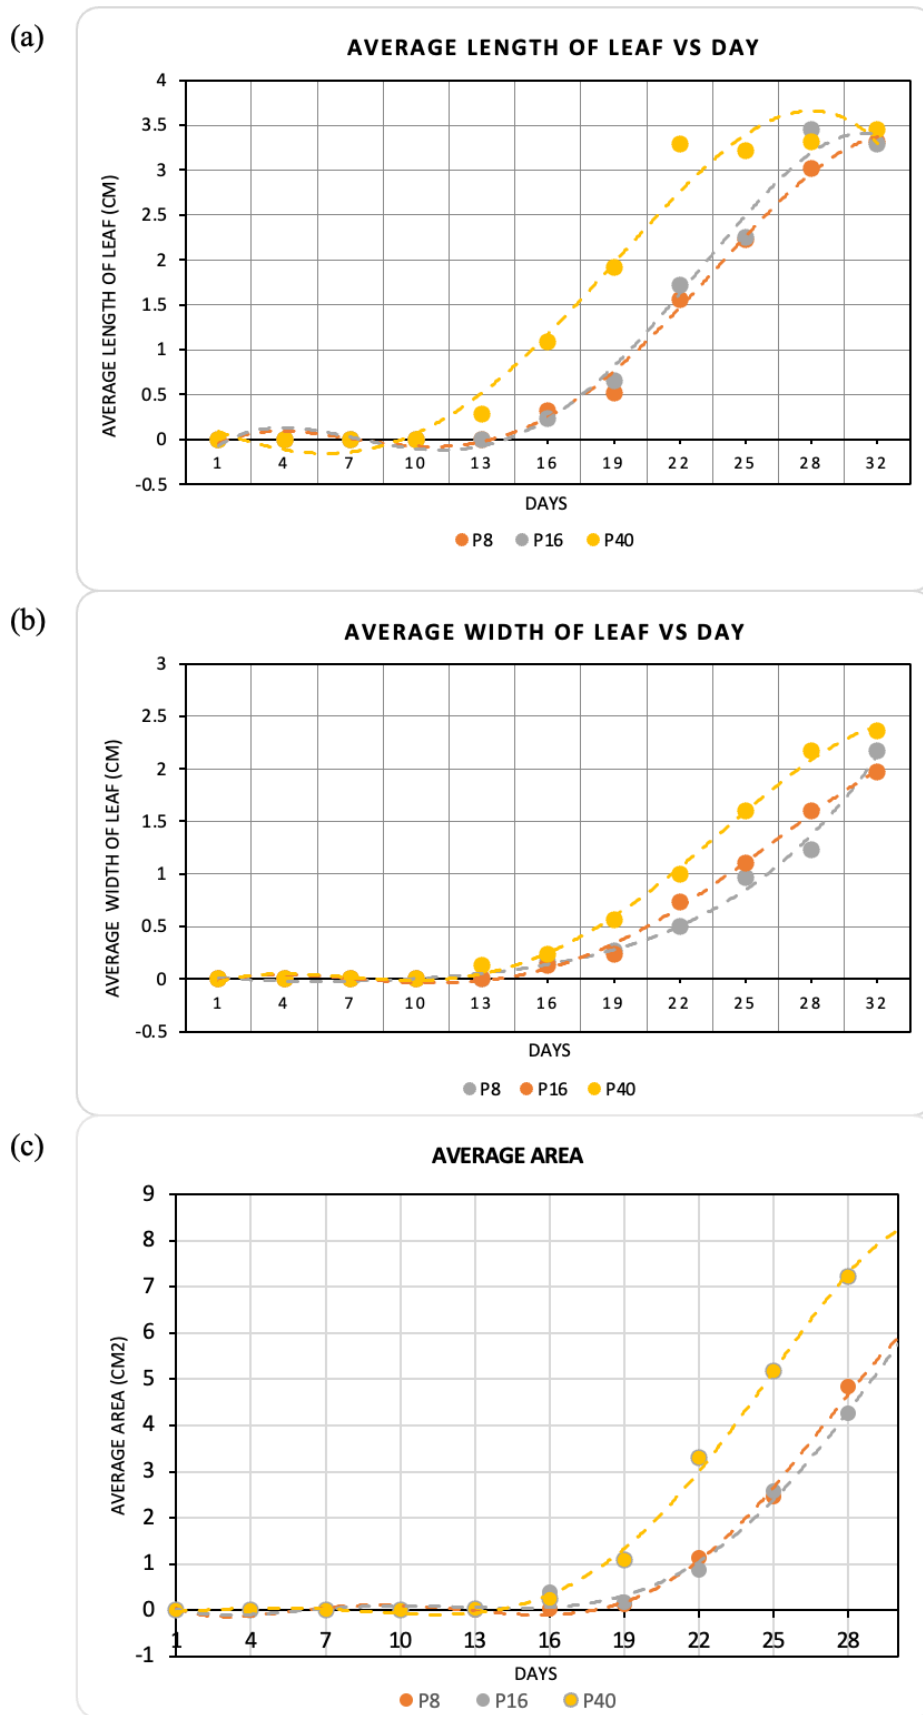 (a)
AVERAGE LENGTH OF LEAF VS DAY
AVERAGE LENGTH OF LEAF (CM)
4
3.5
3
2.5
2
1.5
1
0.5
0
-0.5
1 4 7 10 13 16 19 22 25 28 32
DAYS
P8 P16 P40
(b)
AVERAGE WIDTH OF LEAF VS DAY
AVERAGE WIDTH OF LEAF (CM)
3
2.5
2
1.5
1
0.5
0
-0.5
1 4 7 10 13 16 19 22 25 28 32
DAYS
P8 P16 P40
(c)
AVERAGE AREA
AVERAGE AREA (CM2)
9
8
7
6
5
4
3
2
1
0
-1
1 4 7 10 13 16 19 22 25 28
DAYS
P8 P16 P40